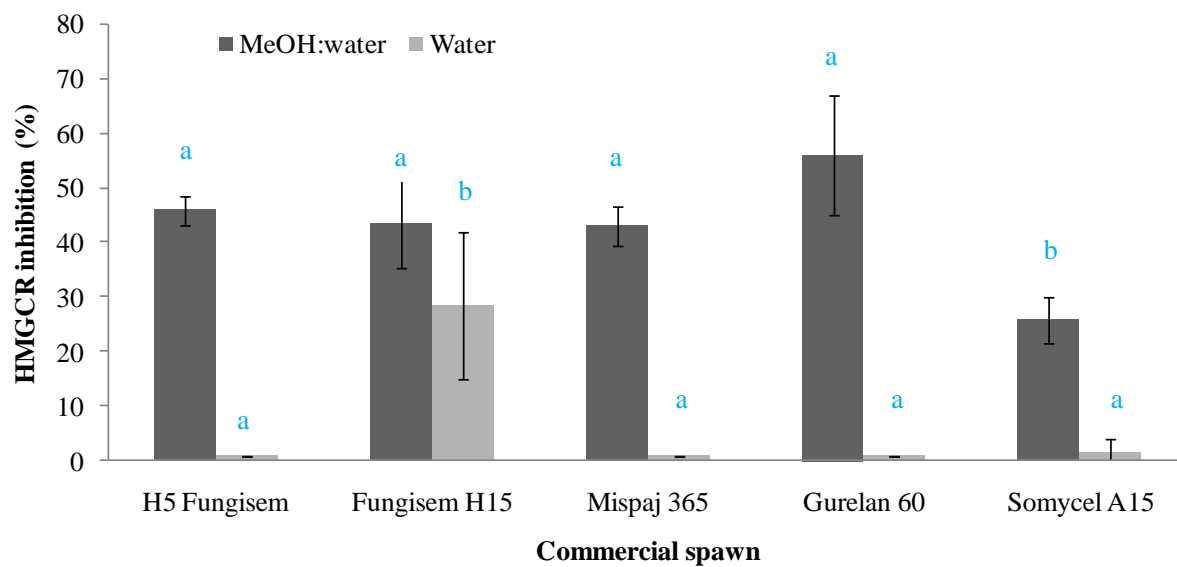 80
70
60
50
40
30
20
10
0
HMGCR inhibition (%)
MeOH:water Water
a
a
a
b
a
a
a
a
b
a
H5 Fungisem Fungisem H15 Mispaj 365 Gurelan 60 Somycel A15
Commercial spawn